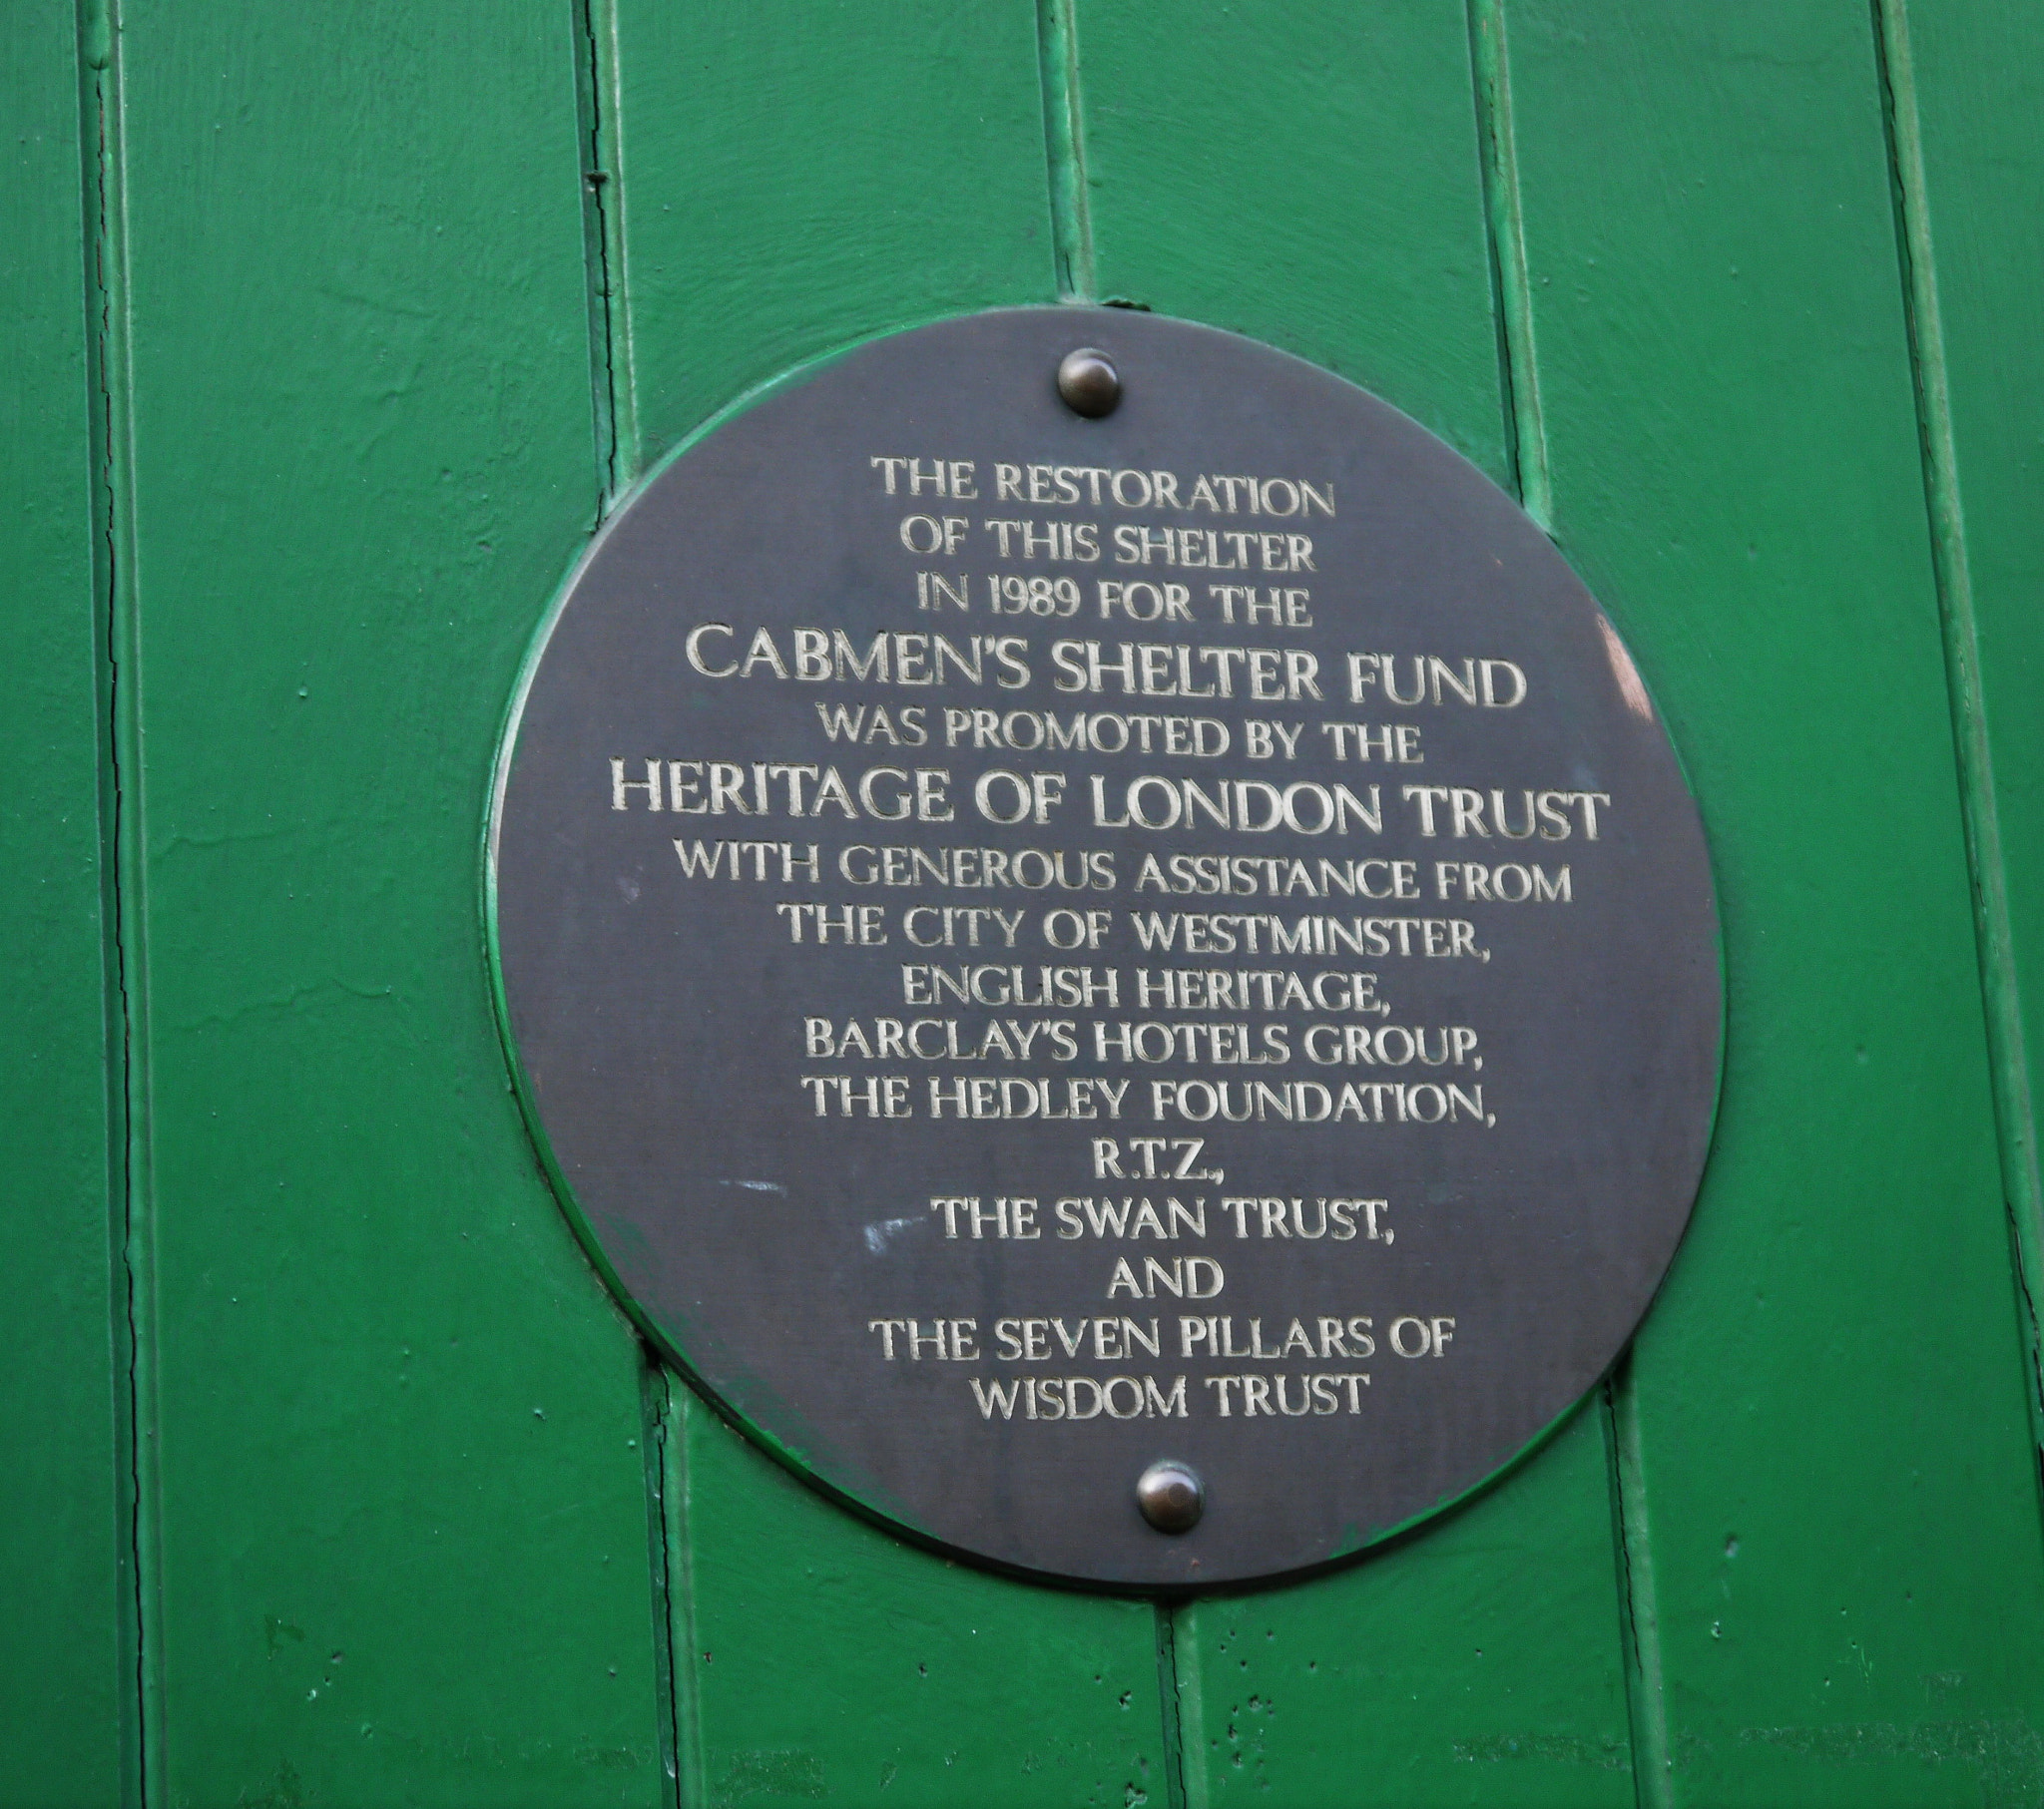 THE RESTORATION
OF THIS SHELTER
IN 1989 FOR THE
CABMEN'S SHELTER FUND
WAS PROMOTED BY THE
HERITAGE OF LONDON TRUST
WITH GENEROUS ASSISTANCE FROM
THE CITY OF WESTMINSTER,
ENGLISH HERITAGE,
BARCLAY'S HOTELS GROUP,
THE HEDLEY FOUNDATION,
R.T.Z.,
THE SWAN TRUST,
AND
THE SEVEN PILLARS OF
WISDOM TRUST